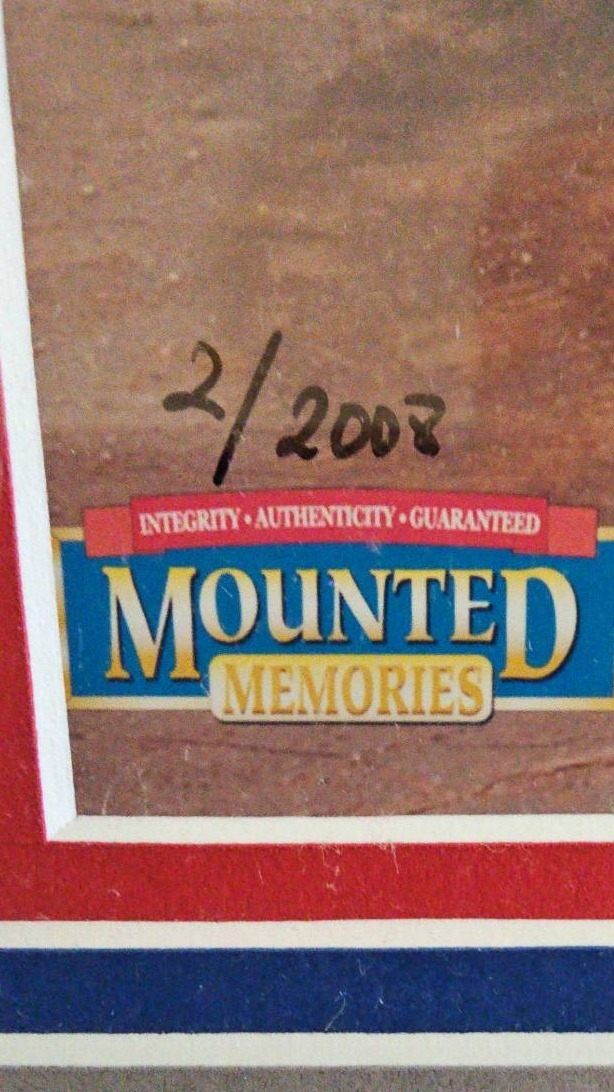 2/2008
INTEGRITY • AUTHENTICITY • GUARANTEED
MOUNTED
MEMORIES